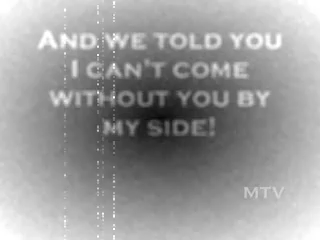 AND WE TOLD YOU
I CAN'T COME
WITHOUT YOU BY
MY SIDE!
MTV